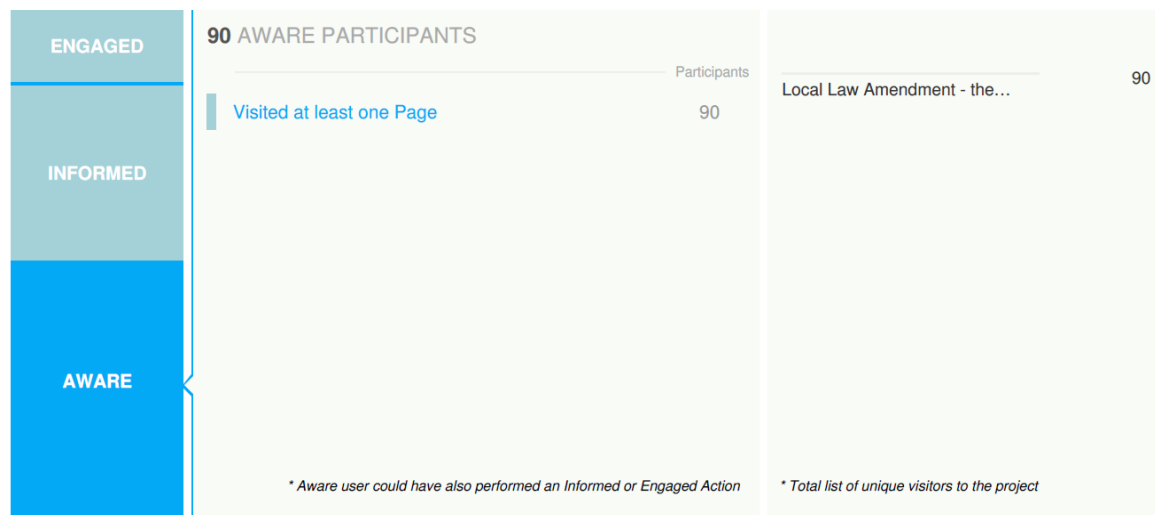 ENGAGED
INFORMED
AWARE
90 AWARE PARTICIPANTS
Participants
Visited at least one Page 90
* Aware user could have also performed an Informed or Engaged Action
90
Local Law Amendment - the…
* Total list of unique visitors to the project